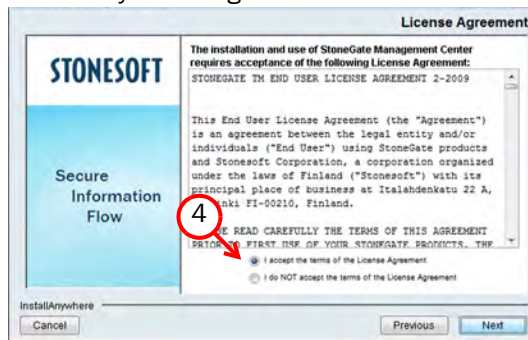 License Agreement
STONESOFT
The installation and use of StoneGate Management Center
requires acceptance of the following License Agreement:
STONEGATE TM END USER LICENSE AGREEMENT 2-2009
This End User License Agreement (the "Agreement")
is an agreement between the legal entity and/or
individuals ("End User") using StoneGate products
and Stonesoft Corporation, a corporation organized
under the laws of Finland ("Stonesoft") with its
principal place of business at Italahdenkatu 22 A,
inki FI-00210, Finland.
Secure
Information
Flow
4
E READ CAREFULLY THE TERMS OF THIS AGREEMENT
PRIOR TO FIRST USE OF YOUR STONEGATE PRODUCTS. THE
I accept the terms of the License Agreement
I do NOT accept the terms of the License Agreement
InstallAnywhere
Cancel
Previous
Next